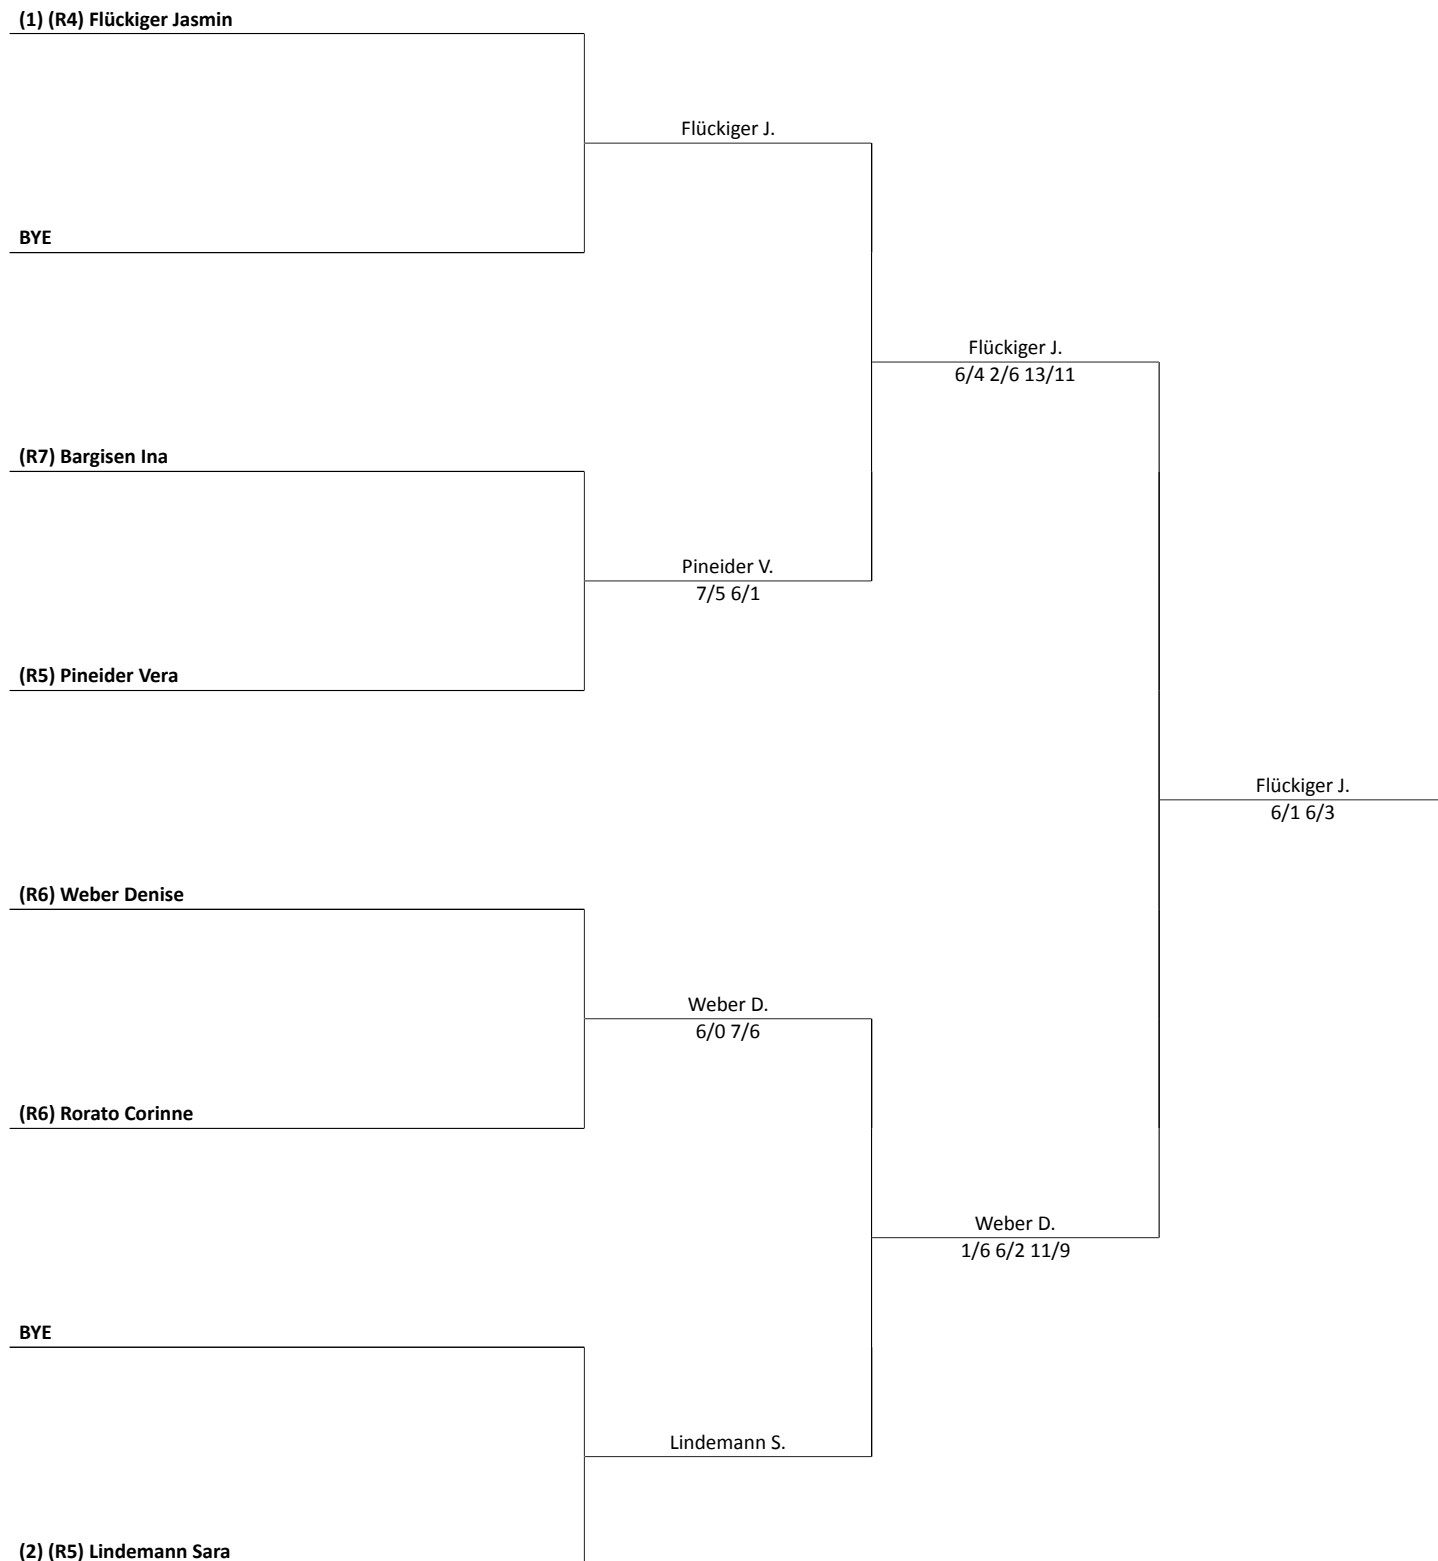 (1) (R4) Flückiger Jasmin
Flückiger J.
BYE
Flückiger J.
6/4 2/6 13/11
(R7) Bargisen Ina
Pineider V.
7/5 6/1
(R5) Pineider Vera
Flückiger J.
6/1 6/3
(R6) Weber Denise
Weber D.
6/0 7/6
(R6) Rorato Corinne
Weber D.
1/6 6/2 11/9
BYE
Lindemann S.
(2) (R5) Lindemann Sara